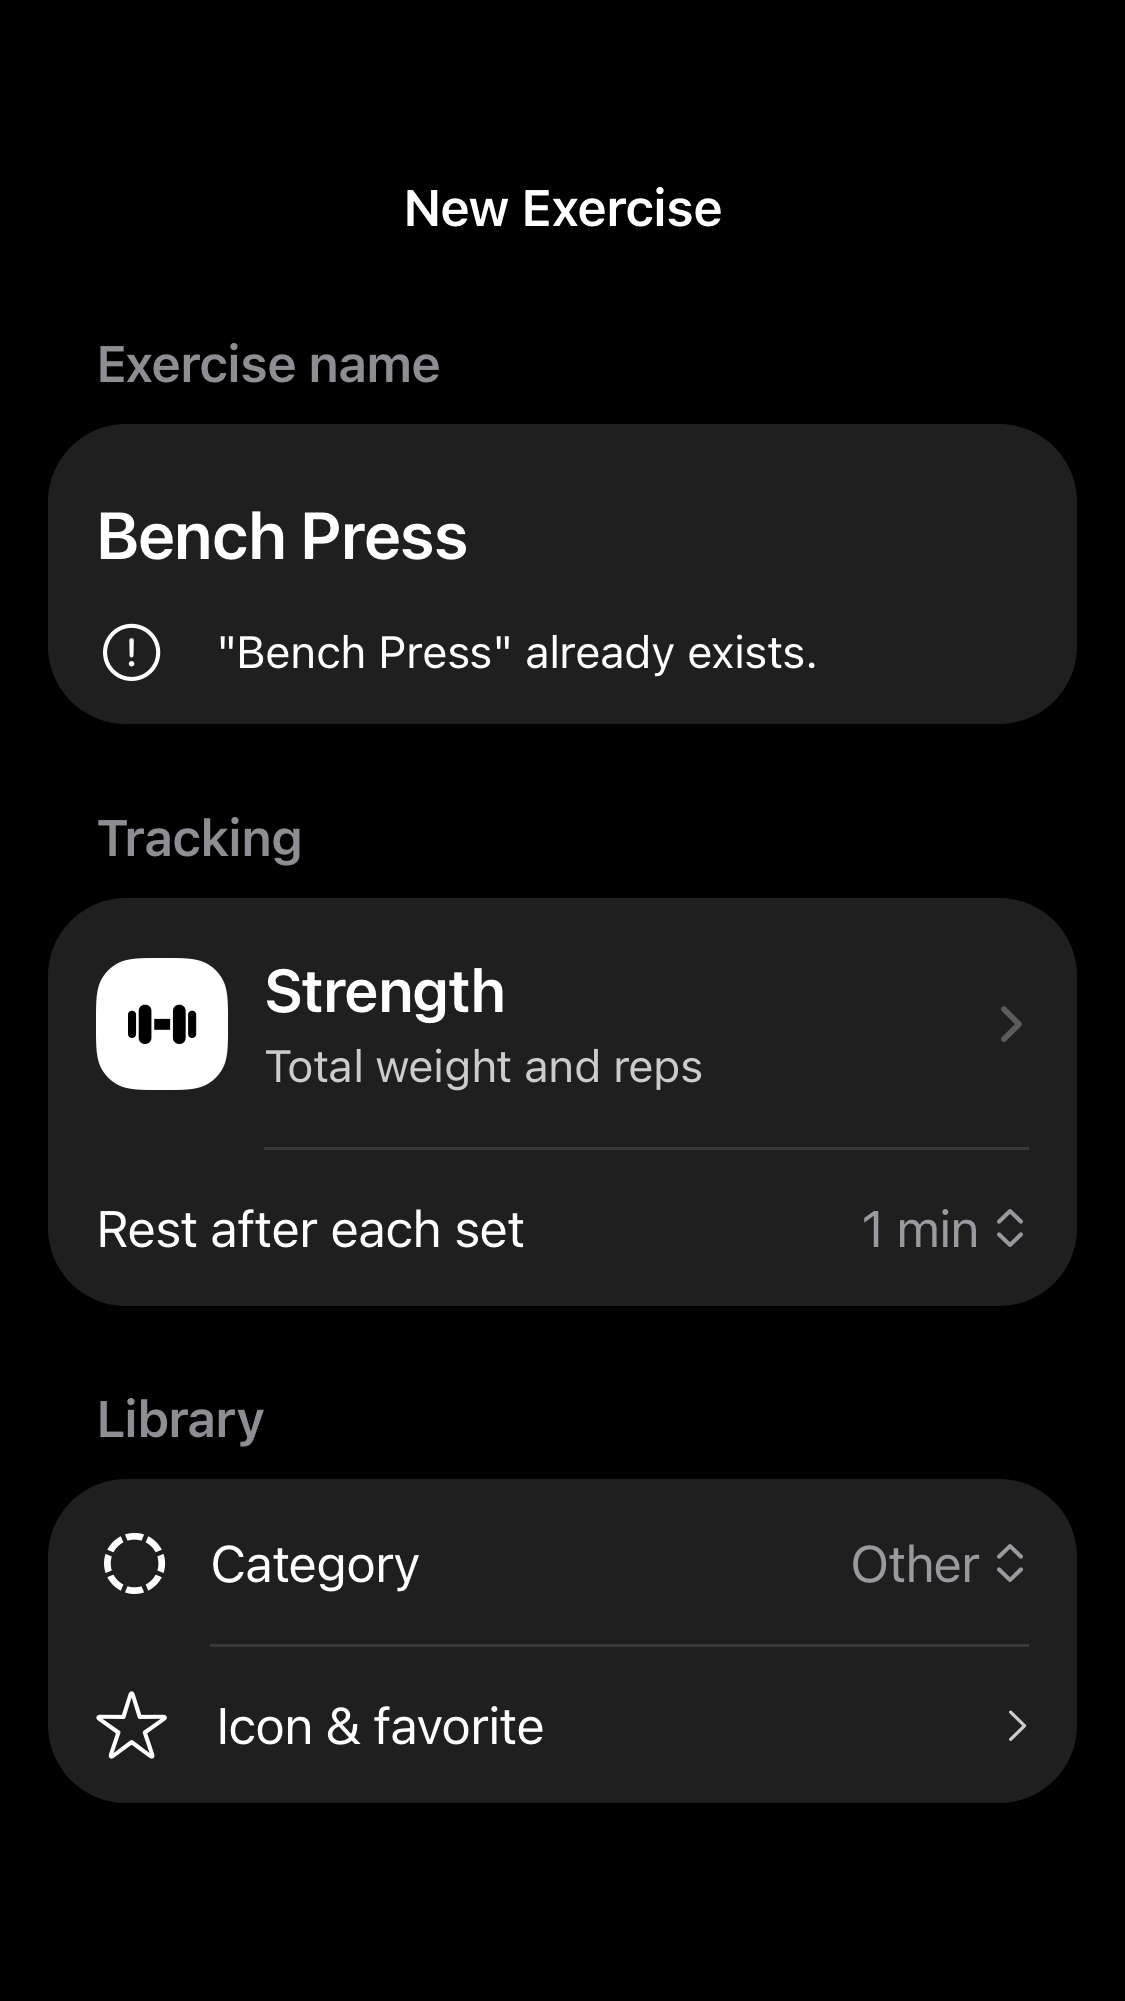 New Exercise
Exercise name
Bench Press
"Bench Press" already exists.
Tracking
Strength
Total weight and reps
Rest after each set 1 min
Library
Category Other
Icon & favorite